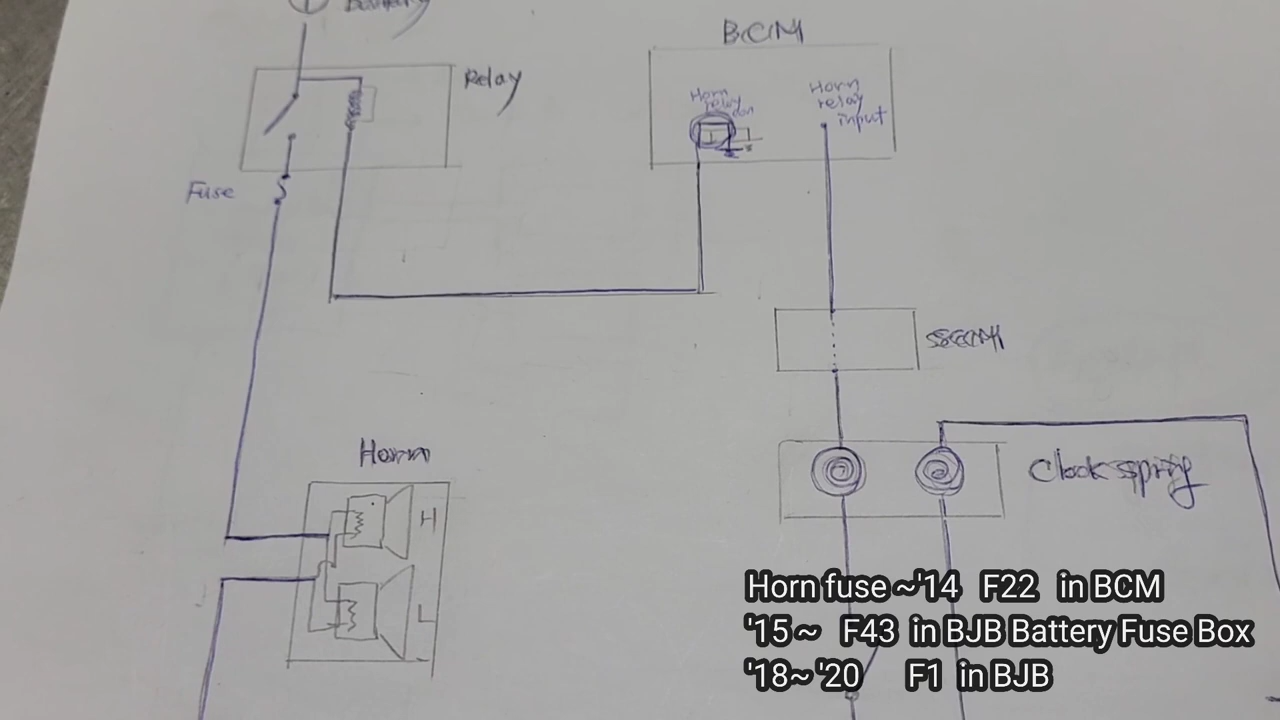 Battery
BCM
Relay
Horn
relay
Horn
relay
input
Fuse
Horn
H
L
Clock spring
Horn fuse ~'14 F22 in BCM
'15 ~ F43 in BJB Battery Fuse Box
'18~ '20 F1 in BJB